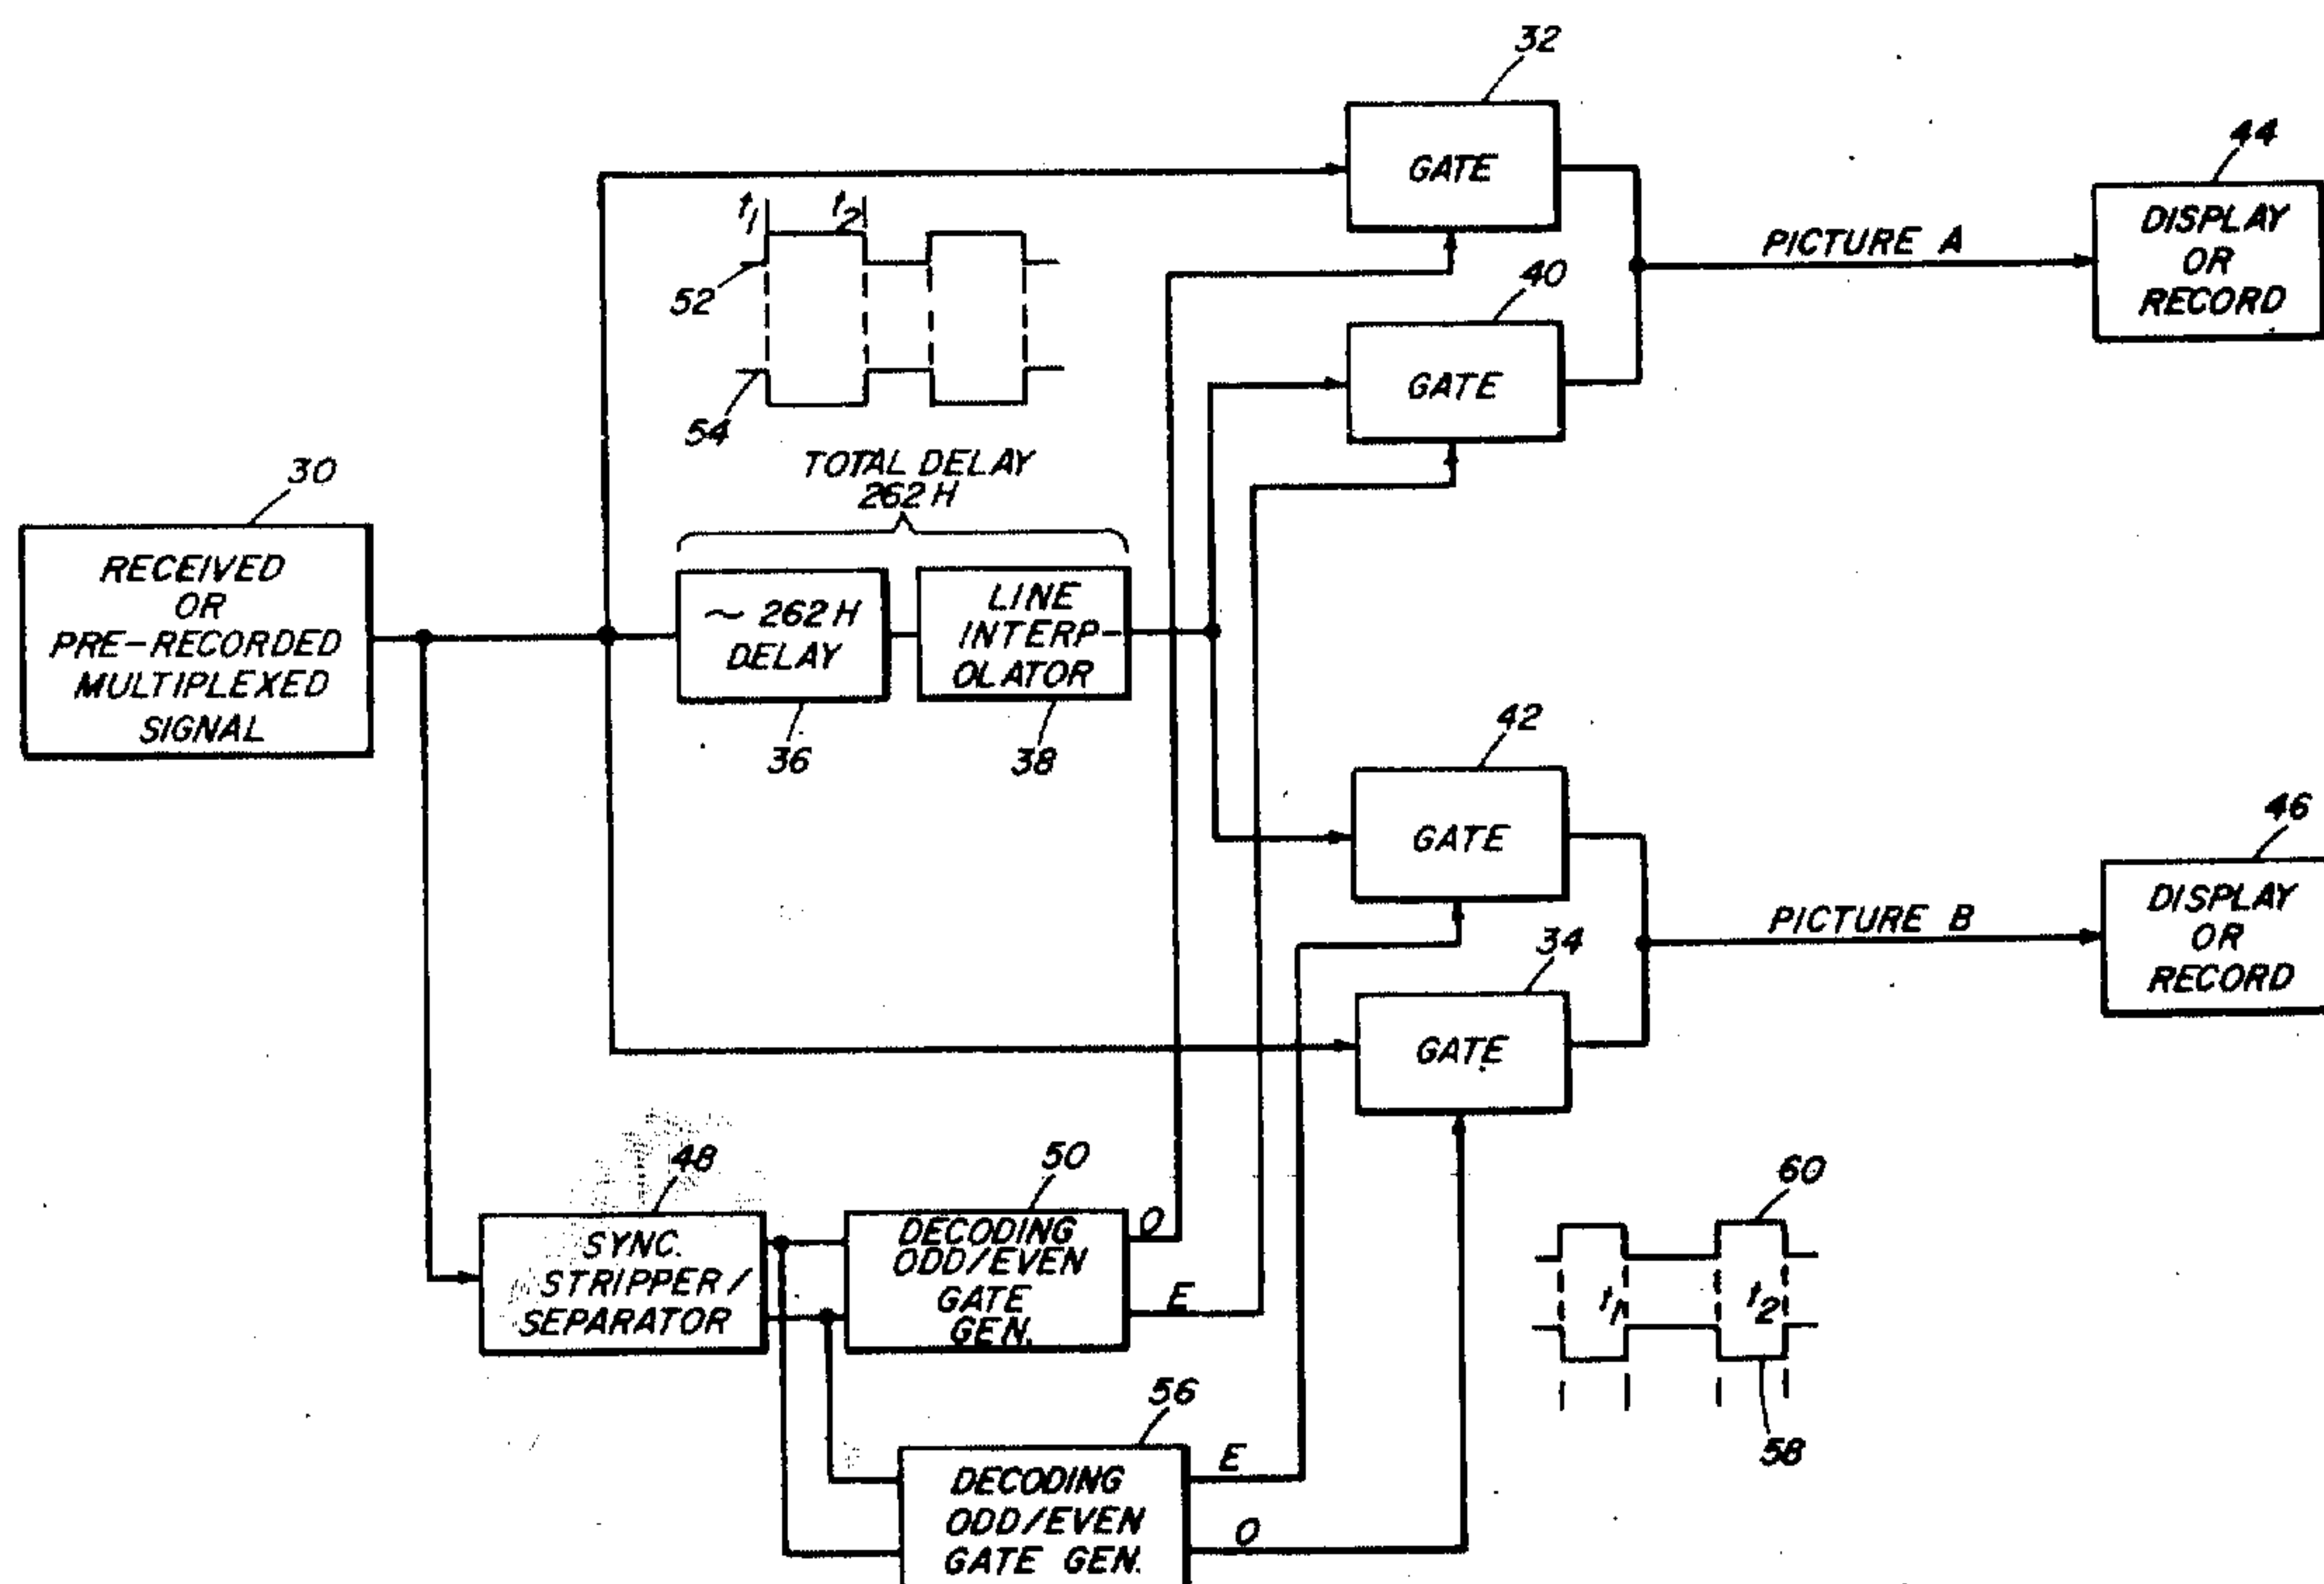 32
GATE
44
DISPLAY
OR
RECORD
t1
t2
PICTURE A
52
40
GATE
54
TOTAL DELAY
262 H
30
RECEIVED
OR
PRE-RECORDED
MULTIPLEXED
SIGNAL
~ 262 H
DELAY
LINE
INTERP-
OLATOR
36
38
42
GATE
46
DISPLAY
OR
RECORD
PICTURE B
34
GATE
48
SYNC.
STRIPPER/
SEPARATOR
50
DECODING
ODD/EVEN
GATE
GEN.
O
E
60
t1
t2
58
56
DECODING
ODD/EVEN
GATE GEN.
E
O